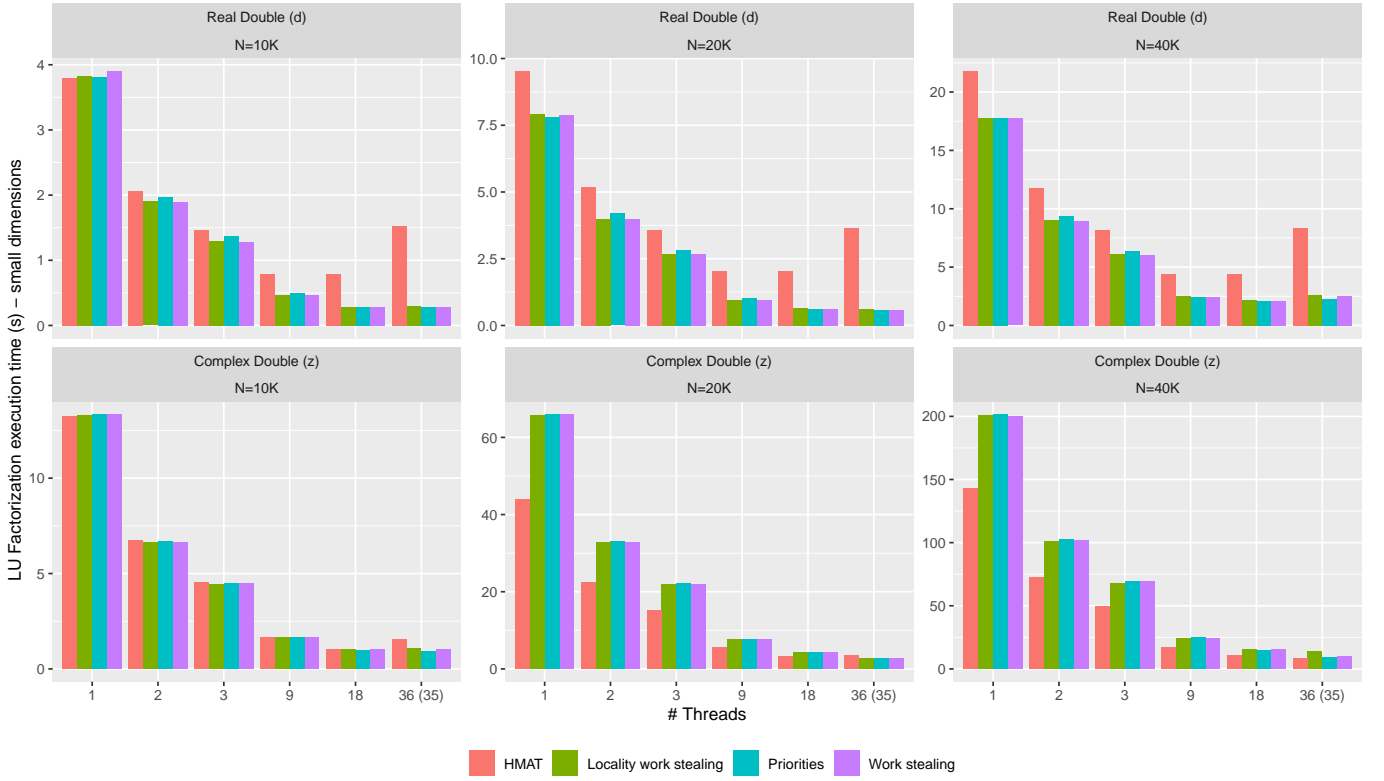 Real Double (d)
N=10K
Real Double (d)
N=20K
Real Double (d)
N=40K
4
3
2
1
0
10.0
7.5
5.0
2.5
0.0
20
15
10
5
0
Complex Double (z)
N=10K
Complex Double (z)
N=20K
Complex Double (z)
N=40K
10
5
0
60
40
20
0
200
150
100
50
0
1 2 3 9 18 36 (35)
1 2 3 9 18 36 (35)
1 2 3 9 18 36 (35)
LU Factorization execution time (s) − small dimensions
# Threads
HMAT Locality work stealing Priorities Work stealing